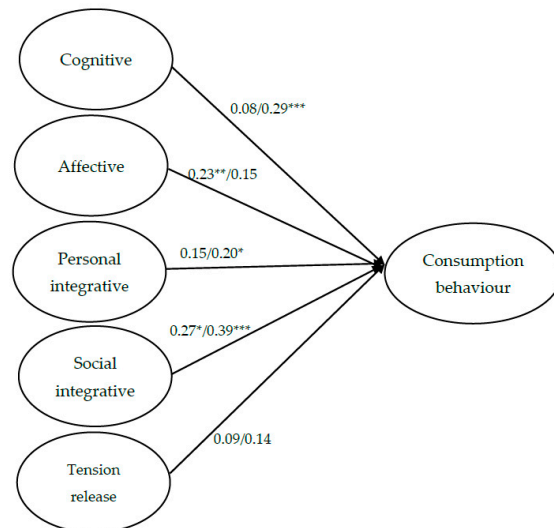 Cognitive
0.08/0.29***
Affective
0.23**/0.15
Personal
integrative
0.15/0.20*
Consumption
behaviour
0.27*/0.39***
Social
integrative
0.09/0.14
Tension
release